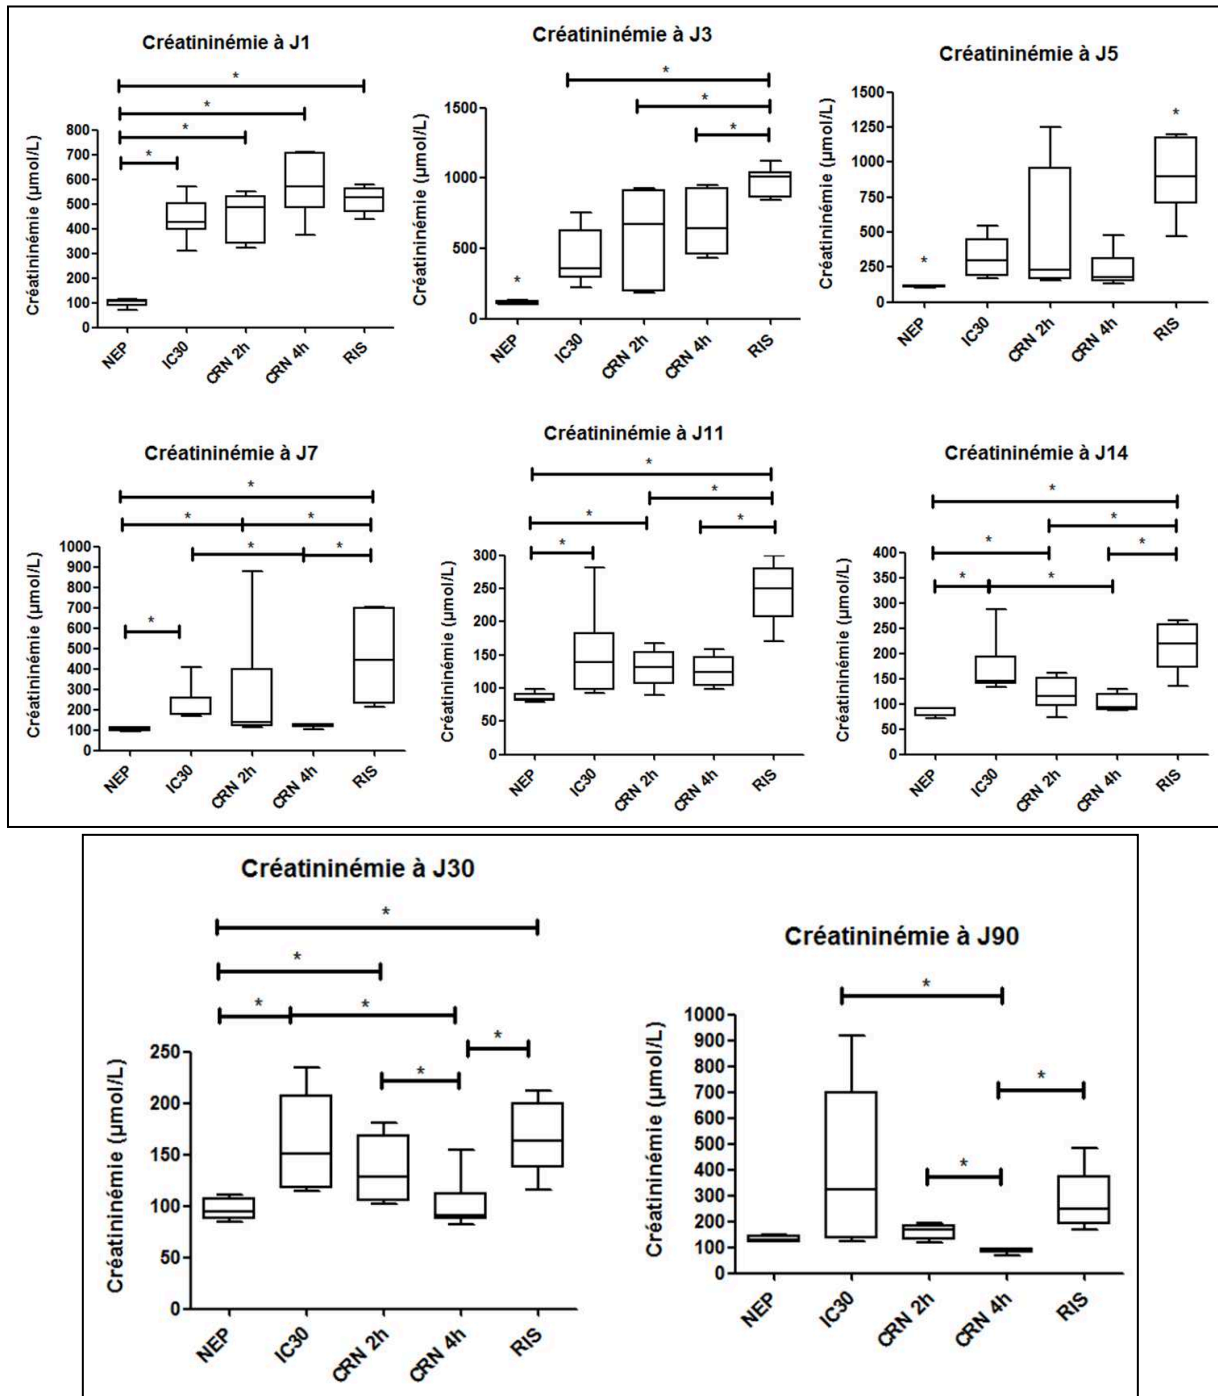 Créatininémie à J1
*
*
*
*
Créatininémie (µmol/L)
800
700
600
500
400
300
200
100
0
NEP
IC30
CRN 2h
CRN 4h
RIS
Créatininémie à J3
*
*
*
*
Créatininémie (µmol/L)
1500
1000
500
0
NEP
IC30
CRN 2h
CRN 4h
RIS
Créatininémie à J5
*
*
Créatininémie (µmol/L)
1500
1250
1000
750
500
250
0
NEP
IC30
CRN 2h
CRN 4h
RIS
Créatininémie à J7
*
*
*
*
*
*
Créatininémie (µmol/L)
1000
900
800
700
600
500
400
300
200
100
0
NEP
IC30
CRN 2h
CRN 4h
RIS
Créatininémie à J11
*
*
*
*
*
Créatininémie (µmol/L)
300
250
200
150
100
50
0
NEP
IC30
CRN 2h
CRN 4h
RIS
Créatininémie à J14
*
*
*
*
*
*
Créatininémie (µmol/L)
400
350
300
250
200
150
100
50
0
NEP
IC30
CRN 2h
CRN 4h
RIS
Créatininémie à J30
*
*
*
*
*
*
Créatininémie (µmol/L)
250
200
150
100
50
0
NEP
IC30
CRN 2h
CRN 4h
RIS
Créatininémie à J90
*
*
*
Créatininémie (µmol/L)
1000
900
800
700
600
500
400
300
200
100
0
NEP
IC30
CRN 2h
CRN 4h
RIS